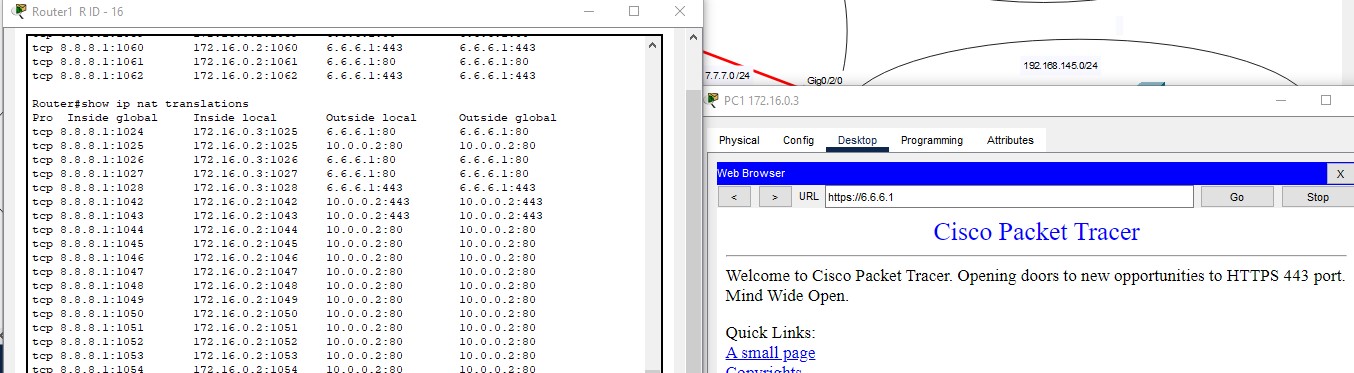 Router1 R ID - 16
tcp 8.8.8.1:1060 172.16.0.2:1060 6.6.6.1:443 6.6.6.1:443
tcp 8.8.8.1:1061 172.16.0.2:1061 6.6.6.1:80 6.6.6.1:80
tcp 8.8.8.1:1062 172.16.0.2:1062 6.6.6.1:443 6.6.6.1:443
Router#show ip nat translations
Pro Inside global Inside local Outside local Outside global
tcp 8.8.8.1:1024 172.16.0.3:1025 6.6.6.1:80 6.6.6.1:80
tcp 8.8.8.1:1025 172.16.0.2:1025 10.0.0.2:80 10.0.0.2:80
tcp 8.8.8.1:1026 172.16.0.3:1026 6.6.6.1:80 6.6.6.1:80
tcp 8.8.8.1:1027 172.16.0.3:1027 6.6.6.1:80 6.6.6.1:80
tcp 8.8.8.1:1028 172.16.0.3:1028 6.6.6.1:443 6.6.6.1:443
tcp 8.8.8.1:1042 172.16.0.2:1042 10.0.0.2:443 10.0.0.2:443
tcp 8.8.8.1:1043 172.16.0.2:1043 10.0.0.2:443 10.0.0.2:443
tcp 8.8.8.1:1044 172.16.0.2:1044 10.0.0.2:80 10.0.0.2:80
tcp 8.8.8.1:1045 172.16.0.2:1045 10.0.0.2:80 10.0.0.2:80
tcp 8.8.8.1:1046 172.16.0.2:1046 10.0.0.2:80 10.0.0.2:80
tcp 8.8.8.1:1047 172.16.0.2:1047 10.0.0.2:80 10.0.0.2:80
tcp 8.8.8.1:1048 172.16.0.2:1048 10.0.0.2:80 10.0.0.2:80
tcp 8.8.8.1:1049 172.16.0.2:1049 10.0.0.2:80 10.0.0.2:80
tcp 8.8.8.1:1050 172.16.0.2:1050 10.0.0.2:80 10.0.0.2:80
tcp 8.8.8.1:1051 172.16.0.2:1051 10.0.0.2:80 10.0.0.2:80
tcp 8.8.8.1:1052 172.16.0.2:1052 10.0.0.2:80 10.0.0.2:80
tcp 8.8.8.1:1053 172.16.0.2:1053 10.0.0.2:80 10.0.0.2:80
tcp 8.8.8.1:1054 172.16.0.2:1054 10.0.0.2:80 10.0.0.2:80
192.168.145.0/24
7.7.7.0 /24
Gig0/2/0
PC1 172.16.0.3
Physical Config Desktop Programming Attributes
Web Browser X
< > URL https://6.6.6.1 Go Stop
Cisco Packet Tracer
Welcome to Cisco Packet Tracer. Opening doors to new opportunities to HTTPS 443 port.
Mind Wide Open.
Quick Links:
A small page
Copyrights